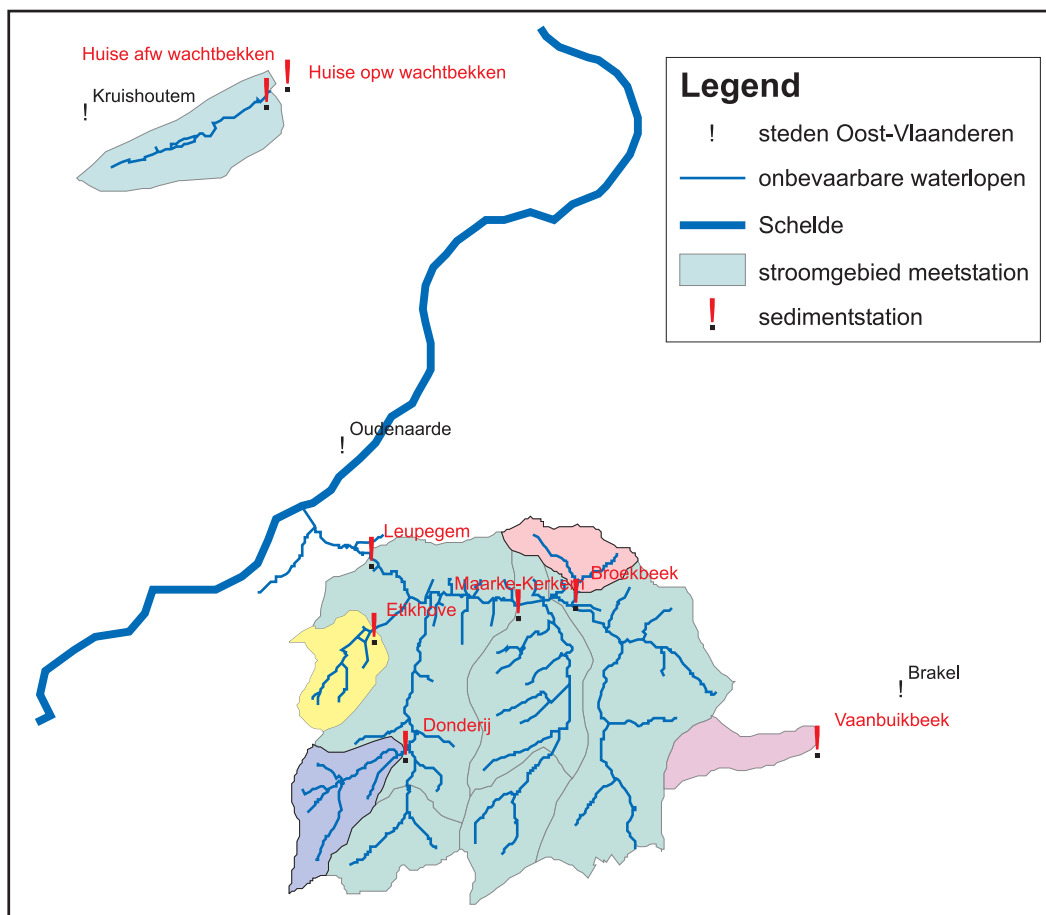 Huise afw wachtbekken
Huise opw wachtbekken
! Kruishoutem
Legend
! steden Oost-Vlaanderen
onbevaarbare waterlopen
Schelde
stroomgebied meetstation
sedimentstation
! Oudenaarde
Leupegem
Maarke-Kerkem
Broekbeek
Etikhove
! Brakel
Donderij
Vaanbuikbeek